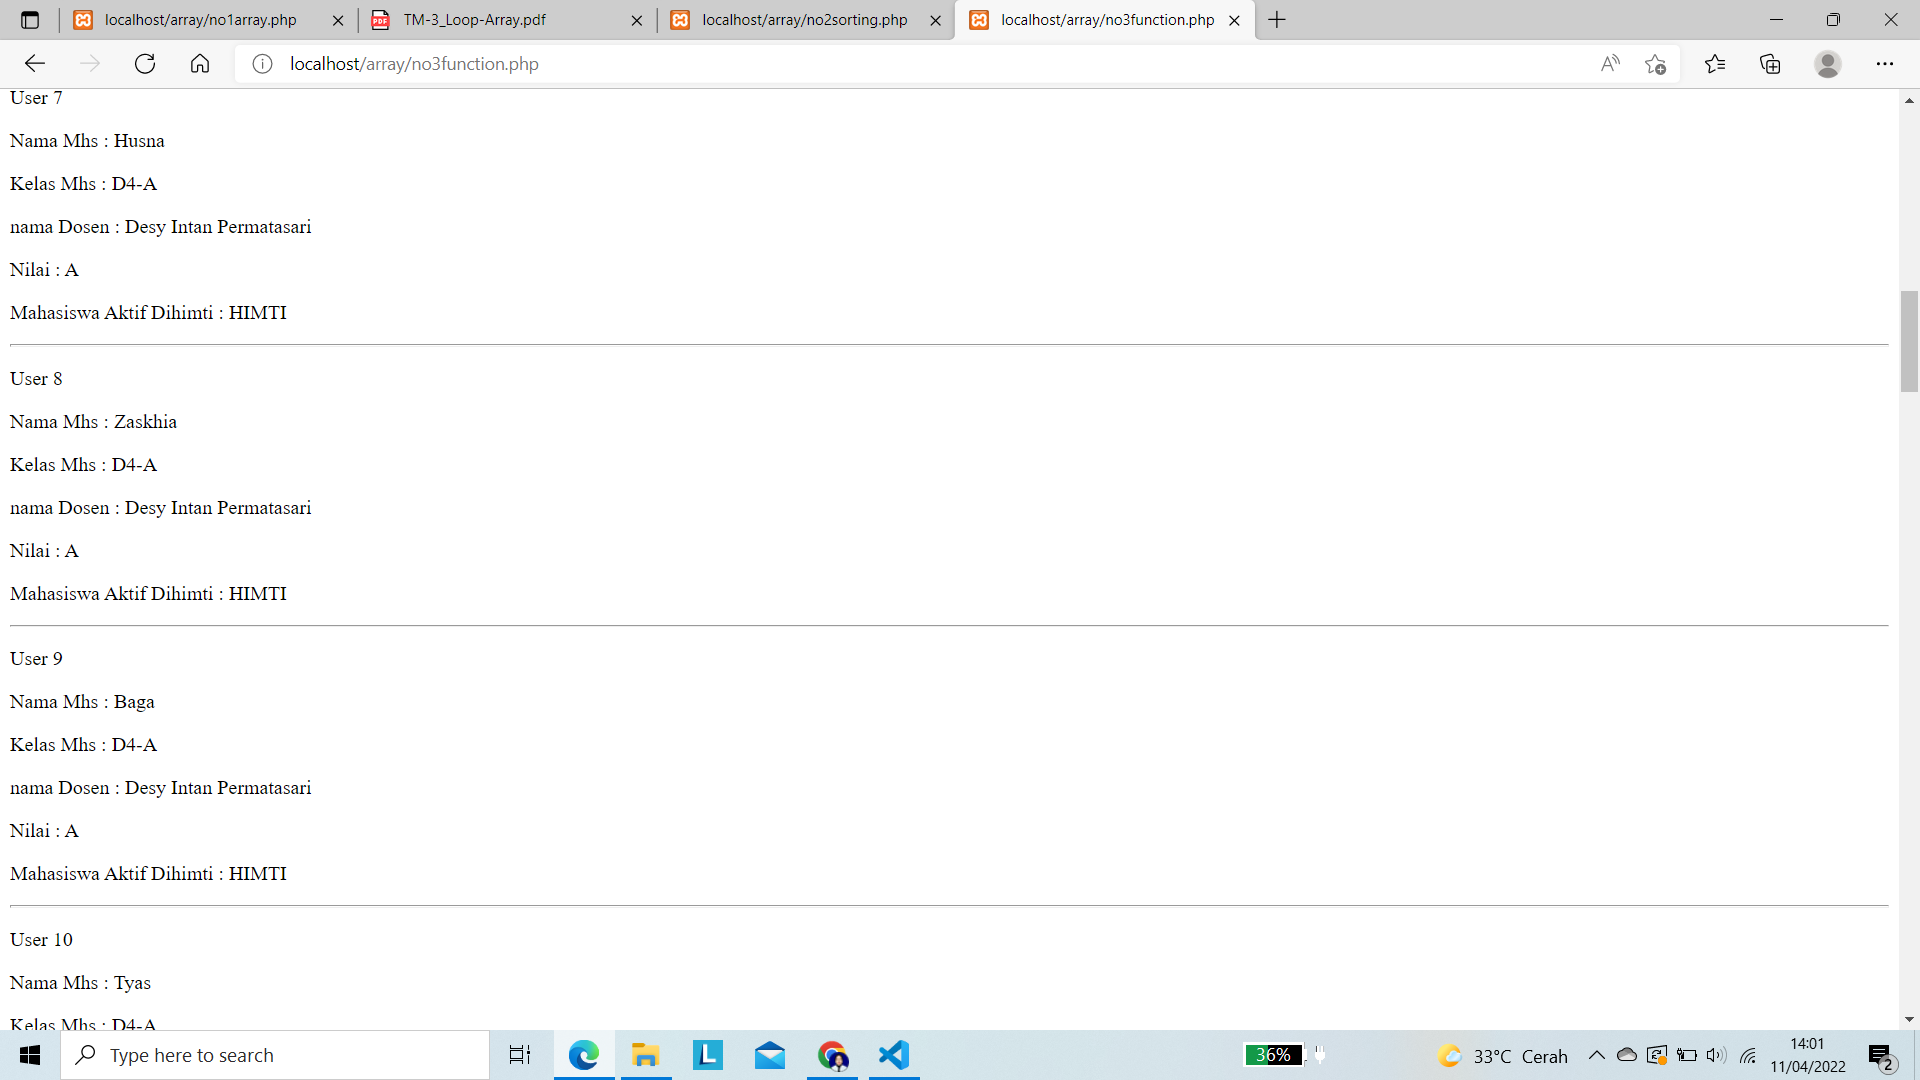 localhost/array/no1array.php
TM-3_Loop-Array.pdf
localhost/array/no2sorting.php
localhost/array/no3function.php
localhost/array/no3function.php
User 7
Nama Mhs : Husna
Kelas Mhs : D4-A
nama Dosen : Desy Intan Permatasari
Nilai : A
Mahasiswa Aktif Dihimti : HIMTI
User 8
Nama Mhs : Zaskhia
Kelas Mhs : D4-A
nama Dosen : Desy Intan Permatasari
Nilai : A
Mahasiswa Aktif Dihimti : HIMTI
User 9
Nama Mhs : Baga
Kelas Mhs : D4-A
nama Dosen : Desy Intan Permatasari
Nilai : A
Mahasiswa Aktif Dihimti : HIMTI
User 10
Nama Mhs : Tyas
Kelas Mhs : D4-A
Type here to search
L
36%
33°C Cerah
14:01
11/04/2022
2